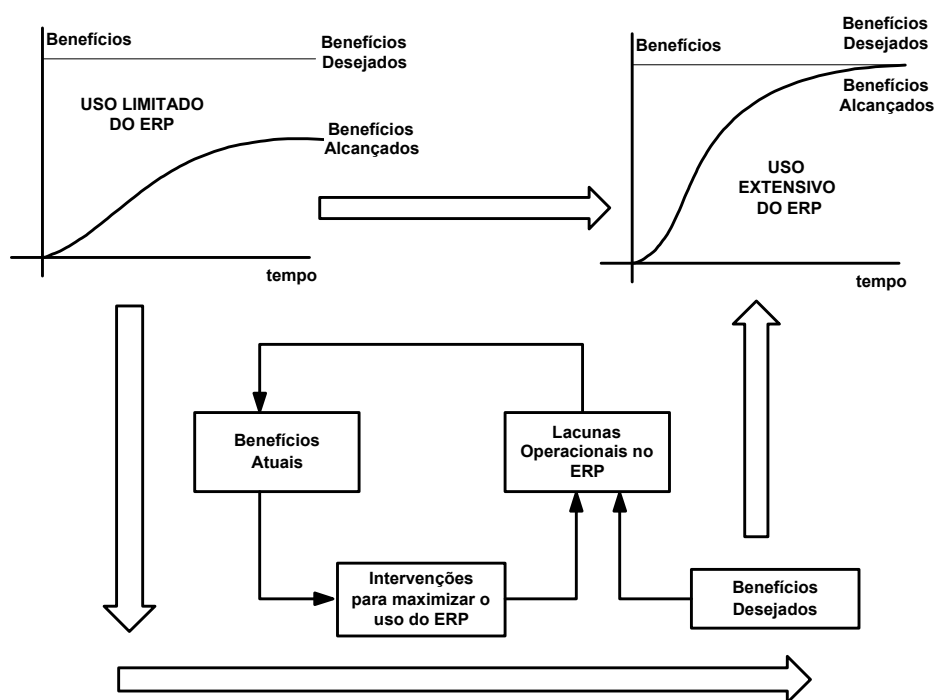 Benefícios
Benefícios
Desejados
USO LIMITADO
DO ERP
Benefícios
Alcançados
tempo
Benefícios
Benefícios
Desejados
Benefícios
Alcançados
USO
EXTENSIVO
DO ERP
tempo
Benefícios
Atuais
Lacunas
Operacionais no
ERP
Intervenções
para maximizar o
uso do ERP
Benefícios
Desejados